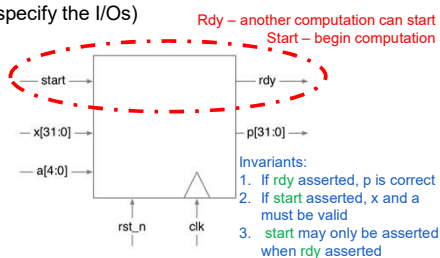 specify the I/Os)
Rdy – another computation can start
Start – begin computation
start
rdy
x[31:0]
p[31:0]
a[4:0]
Invariants:
1. If rdy asserted, p is correct
2. If start asserted, x and a
must be valid
3. start may only be asserted
when rdy asserted
rst_n
clk